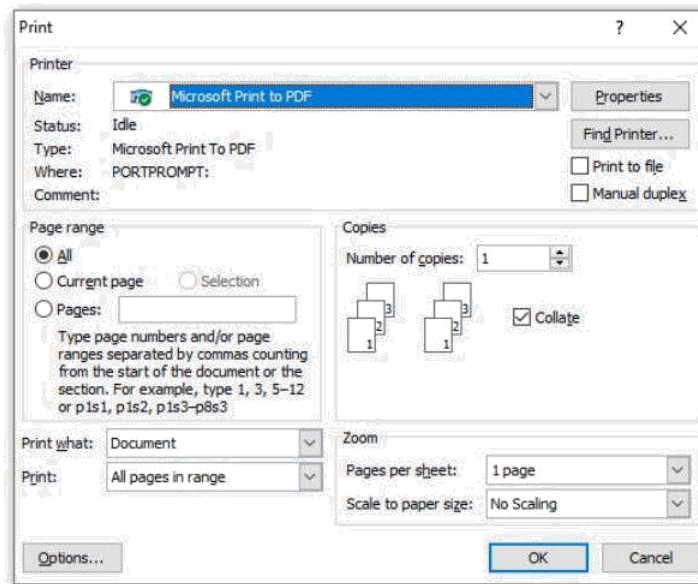 Print
?
Printer
Name: Microsoft Print to PDF Properties
Status: Idle Find Printer...
Type: Microsoft Print To PDF
Where: PORTPROMPT: Print to file
Comment: Manual duplex
Page range
All
Current page Selection
Pages:
Type page numbers and/or page
ranges separated by commas counting
from the start of the document or the
section. For example, type 1, 3, 5–12
or p1s1, p1s2, p1s3–p8s3
Copies
Number of copies: 1
3 3
2 2
1 1
Collate
Print what: Document
Print: All pages in range
Zoom
Pages per sheet: 1 page
Scale to paper size: No Scaling
Options... OK Cancel